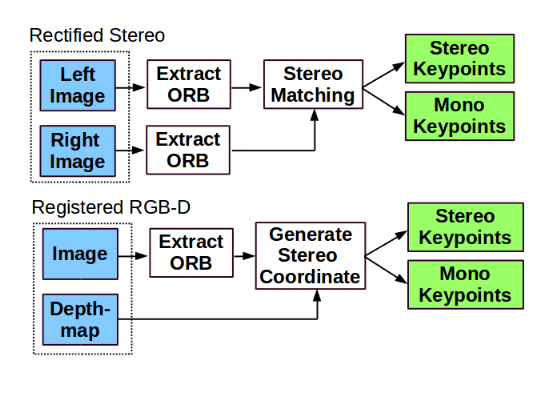 Rectified Stereo
Left
Image
Extract
ORB
Stereo
Matching
Stereo
Keypoints
Mono
Keypoints
Right
Image
Extract
ORB
Registered RGB-D
Image
Extract
ORB
Generate
Stereo
Coordinate
Stereo
Keypoints
Mono
Keypoints
Depth-
map